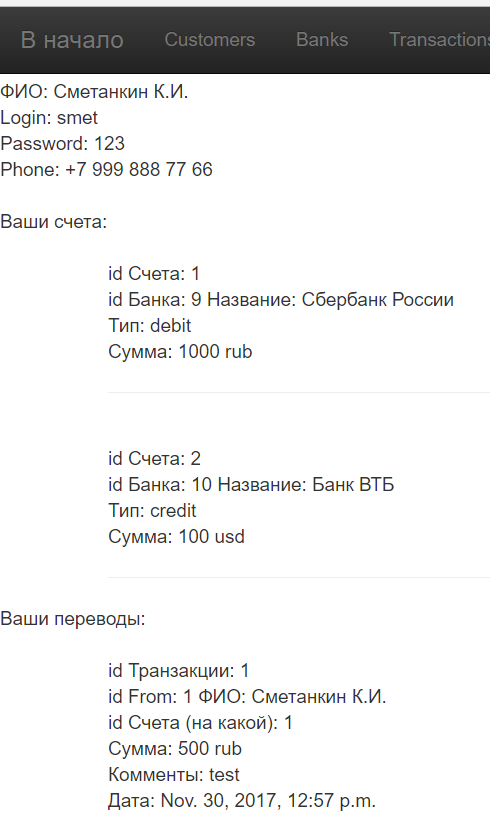 В начало Customers Banks Transactions
ФИО: Сметанкин К.И.
Login: smet
Password: 123
Phone: +7 999 888 77 66
Ваши счета:
id Счета: 1
id Банка: 9 Название: Сбербанк России
Тип: debit
Сумма: 1000 rub
id Счета: 2
id Банка: 10 Название: Банк ВТБ
Тип: credit
Сумма: 100 usd
Ваши переводы:
id Транзакции: 1
id From: 1 ФИО: Сметанкин К.И.
id Счета (на какой): 1
Сумма: 500 rub
Комменты: test
Дата: Nov. 30, 2017, 12:57 p.m.